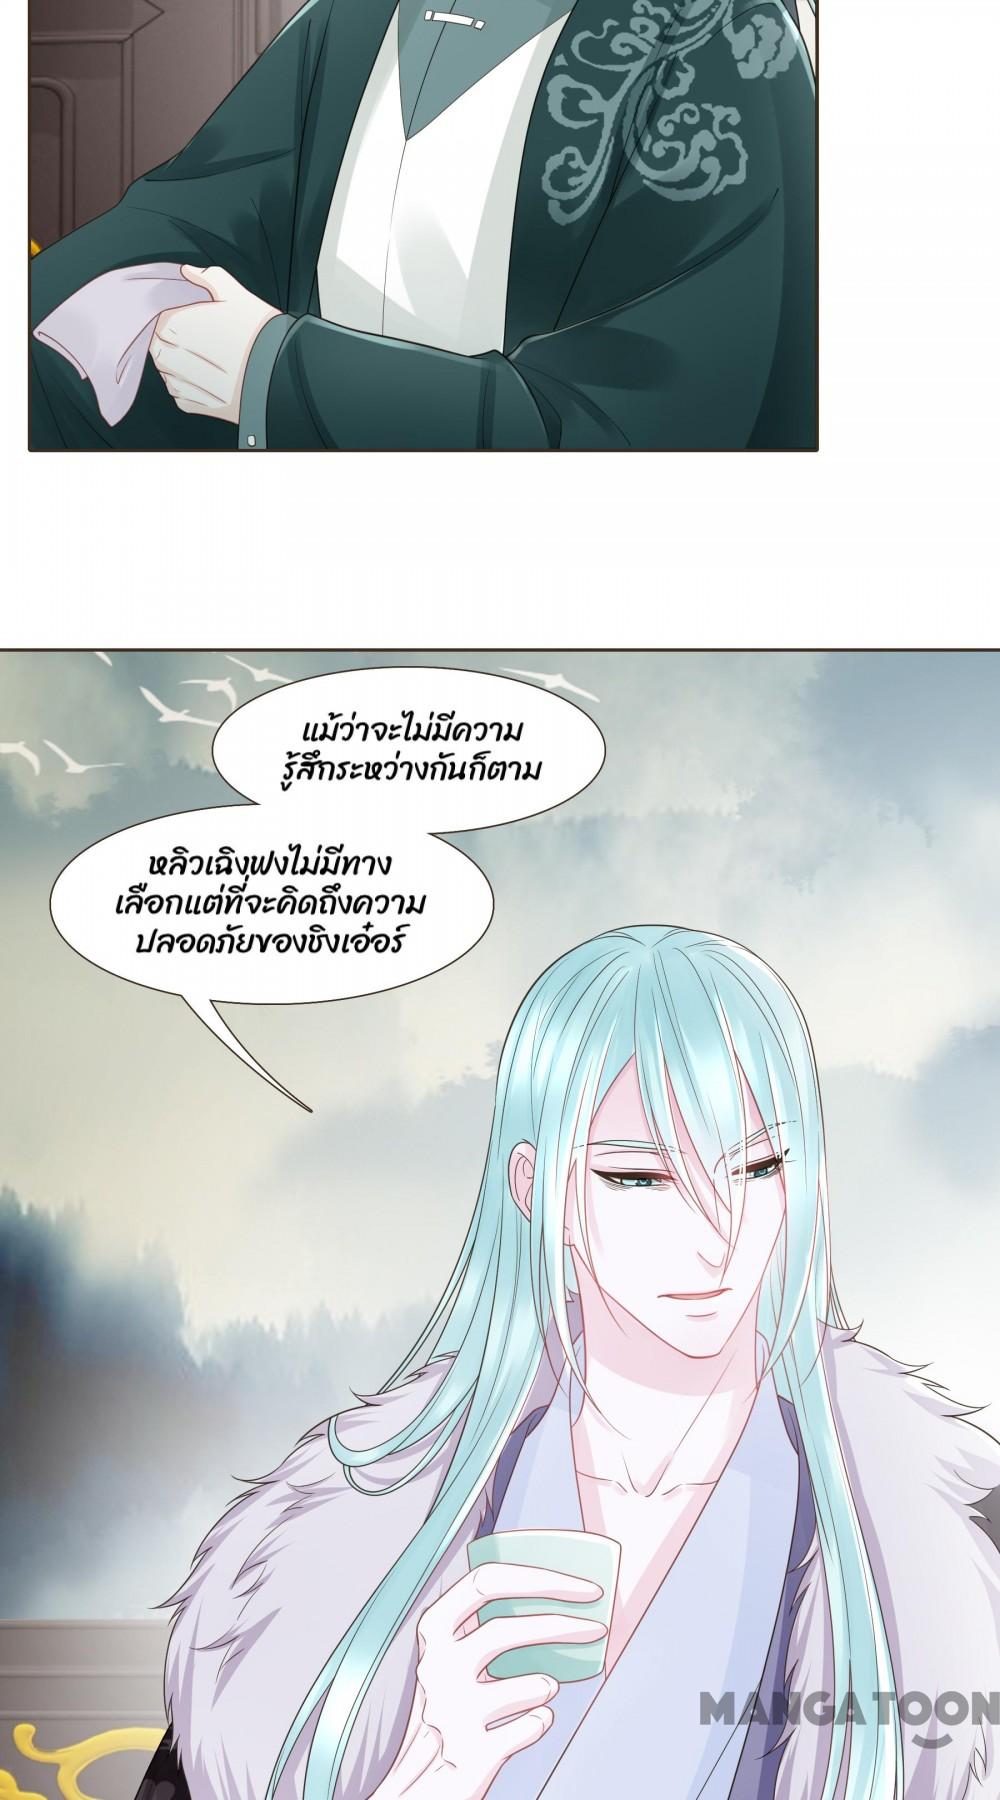 แม้ว่าจะไม่มีความ
รู้สึกระหว่างกันก็ตาม
หลิวเฉิงฟงไม่มีทาง
เลือกแต่ที่จะคิดถึงความ
ปลอดภัยของชิงเอ๋อร์
MANGATOON